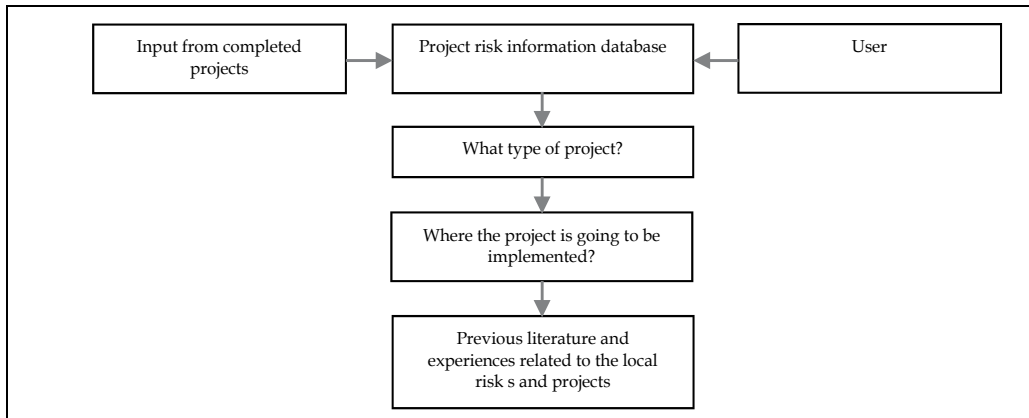 Input from completed
projects
Project risk information database
User
What type of project?
Where the project is going to be
implemented?
Previous literature and
experiences related to the local
risk s and projects